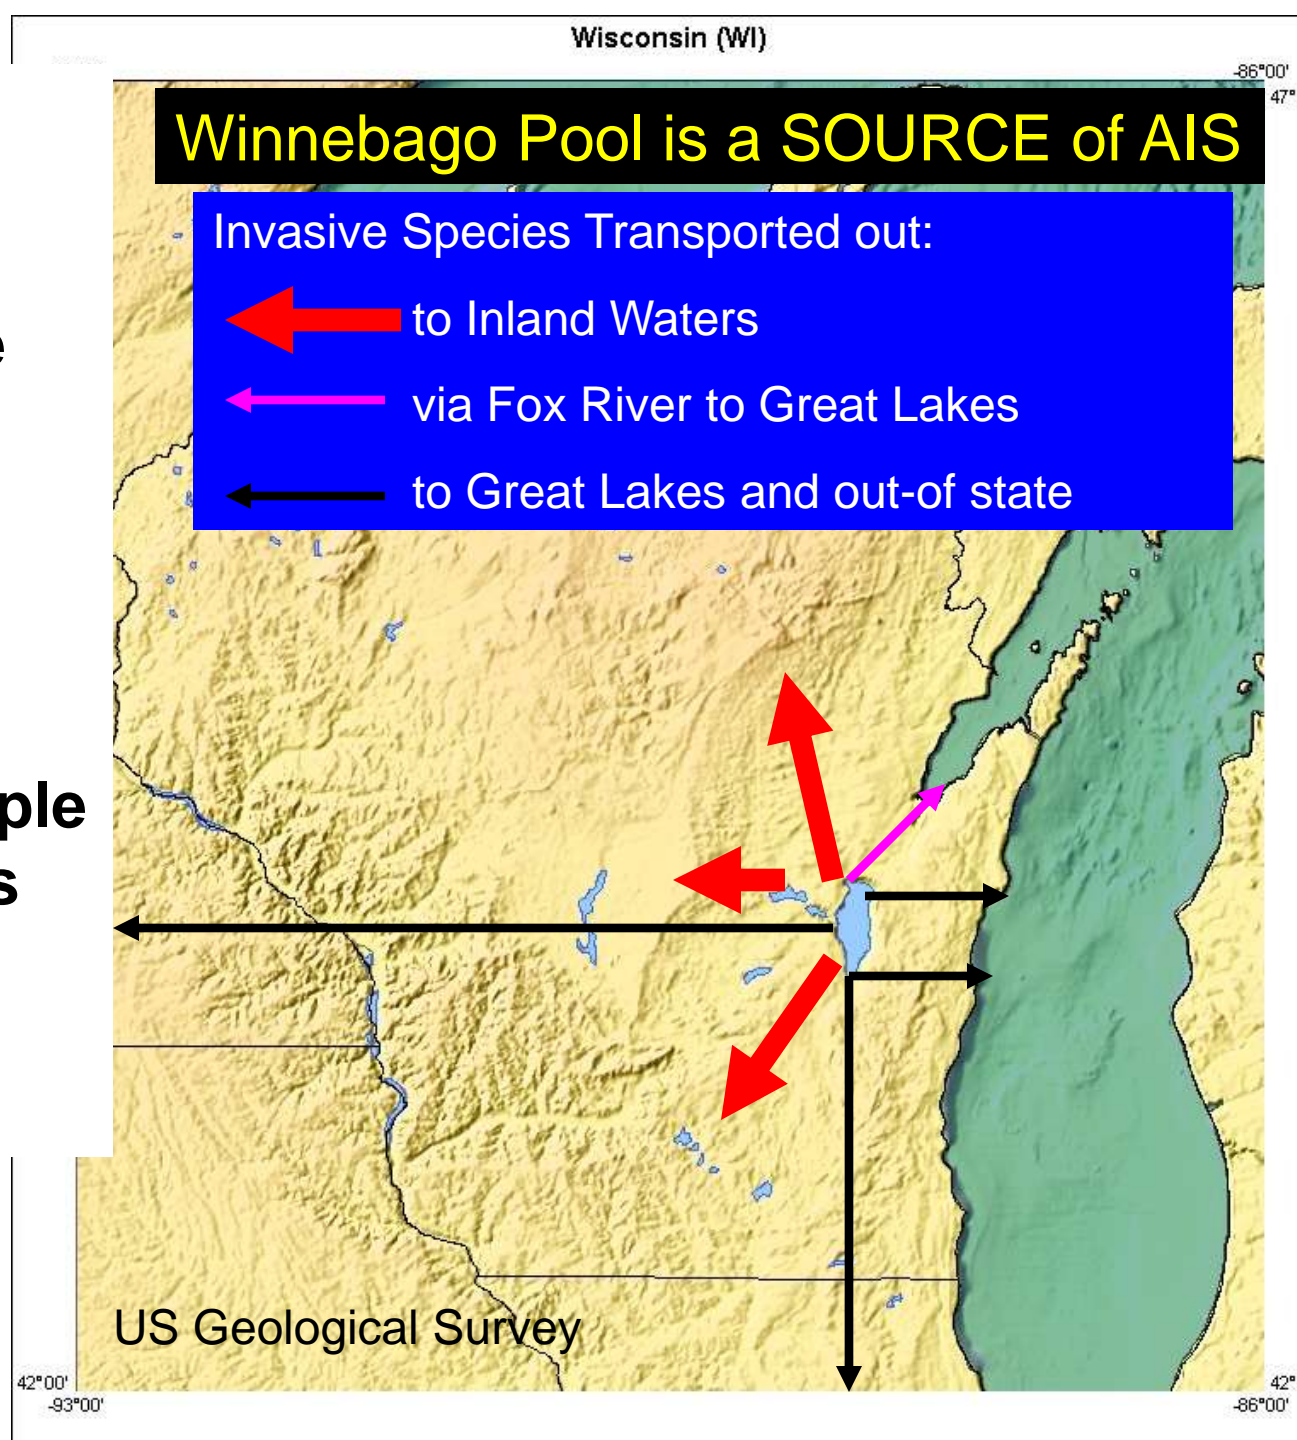 Wisconsin (WI)
-86°00'
47°
Winnebago Pool is a SOURCE of AIS
Invasive Species Transported out:
to Inland Waters
via Fox River to Great Lakes
to Great Lakes and out-of state
e
ple
s
US Geological Survey
42°00'
-93°00'
42°
-86°00'